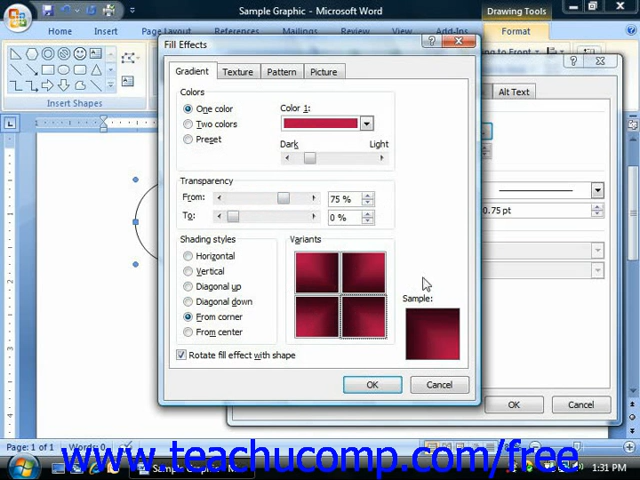 Sample Graphic - Microsoft Word
Drawing Tools
Home Insert Page Layout References Mailings Review View Format
Insert Shapes
Fill Effects
Gradient Texture Pattern Picture
Alt Text
Colors
One color
Two colors
Preset
Color 1:
Dark Light
Transparency
From: 75 %
To: 0 %
0.75 pt
Shading styles
Horizontal
Vertical
Diagonal up
Diagonal down
From corner
From center
Variants
Sample:
Rotate fill effect with shape
OK Cancel
OK Cancel
Page: 1 of 1 Words: 0
www.teachucomp.com/free
Sample Graphic - M...
1:31 PM